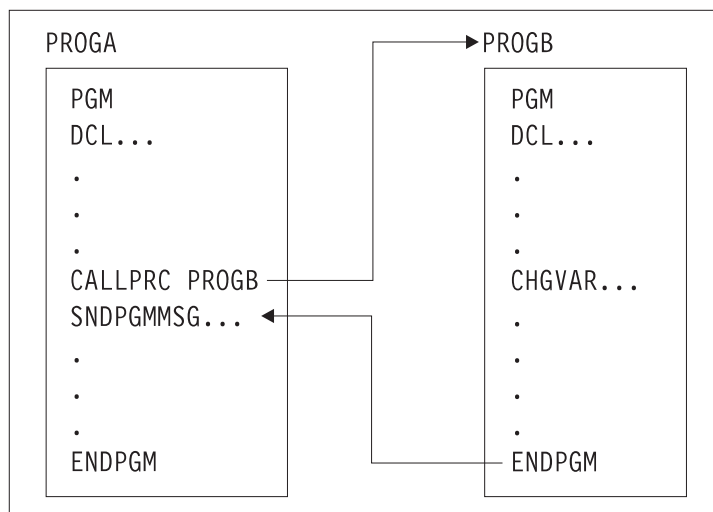 PROGA
PGM
DCL...
.
.
.
CALLPRC PROGB
SNDPGMMSG...
.
.
.
ENDPGM
PROGB
PGM
DCL...
.
.
.
CHGVAR...
.
.
.
.
ENDPGM